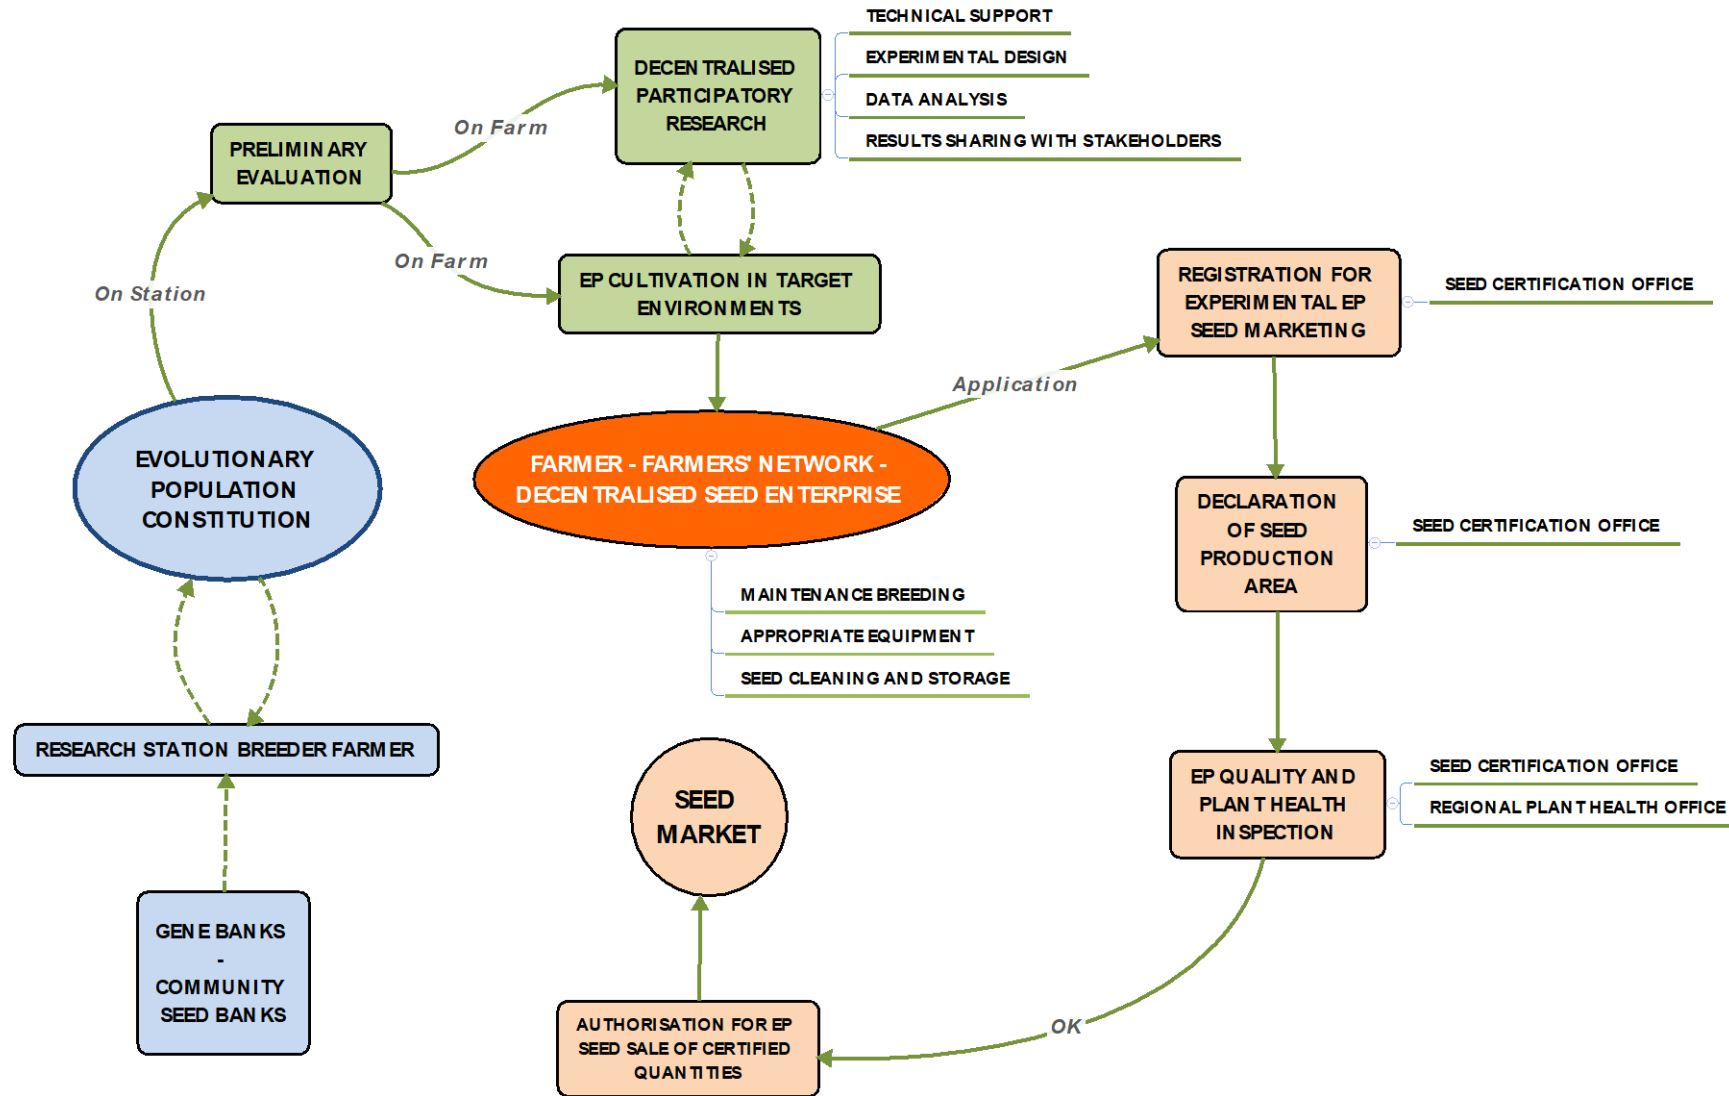 TECHNICAL SUPPORT
EXPERIMENTAL DESIGN
DATA ANALYSIS
RESULTS SHARING WITH STAKEHOLDERS
DECENTRALISED
PARTICIPATORY
RESEARCH
On Farm
PRELIMINARY
EVALUATION
On Farm
On Station
EP CULTIVATION IN TARGET
ENVIRONMENTS
REGISTRATION FOR
EXPERIMENTAL EP
SEED MARKETING
SEED CERTIFICATION OFFICE
Application
EVOLUTIONARY
POPULATION
CONSTITUTION
FARMER - FARMERS' NETWORK -
DECENTRALISED SEED ENTERPRISE
DECLARATION
OF SEED
PRODUCTION
AREA
SEED CERTIFICATION OFFICE
MAINTENANCE BREEDING
APPROPRIATE EQUIPMENT
SEED CLEANING AND STORAGE
RESEARCH STATION BREEDER FARMER
SEED
MARKET
EP QUALITY AND
PLANT HEALTH
INSPECTION
SEED CERTIFICATION OFFICE
REGIONAL PLANT HEALTH OFFICE
GENE BANKS
-
COMMUNITY
SEED BANKS
AUTHORISATION FOR EP
SEED SALE OF CERTIFIED
QUANTITIES
OK